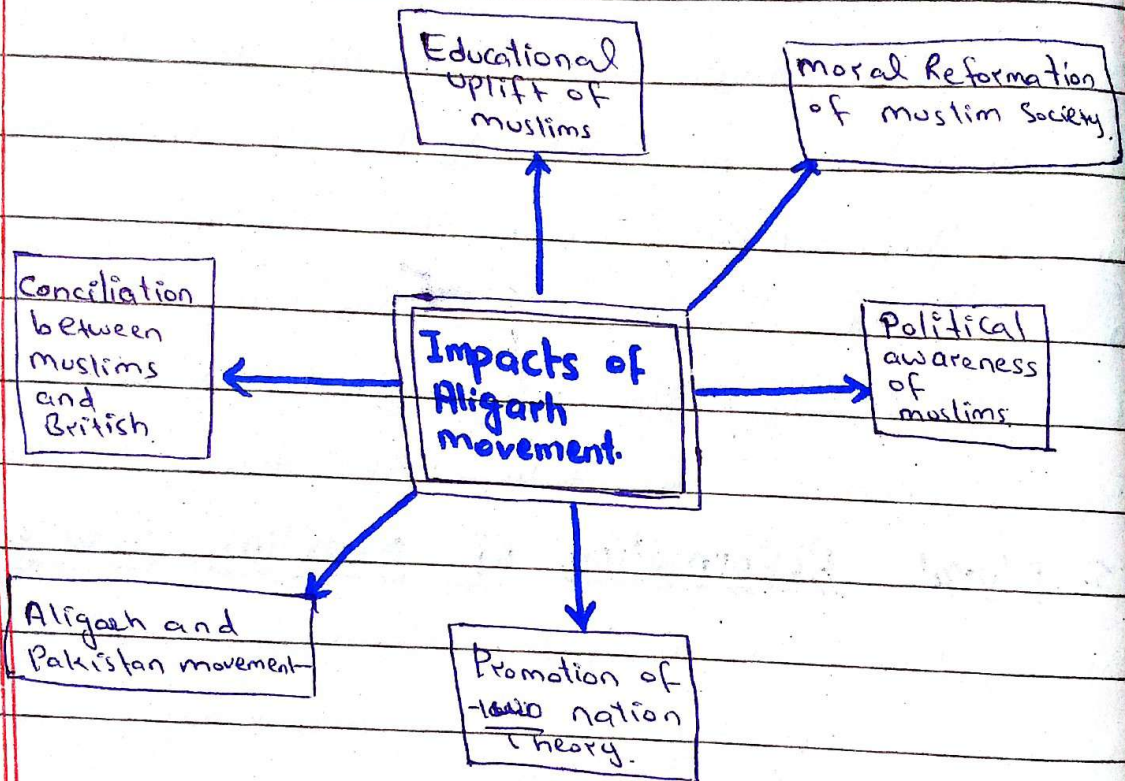 Educational
uplift of
muslims
Moral Reformation
of muslim Society.
Conciliation
between
muslims
and
British.
Impacts of
Aligarh
movement.
Political
awareness
of
muslims.
Aligarh and
Pakistan movement
Promotion of
nation
Theory.